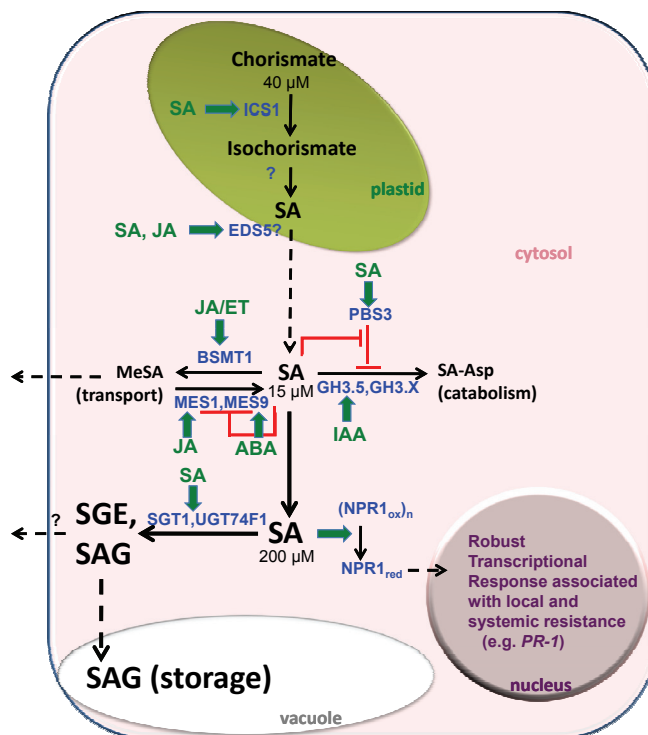 Chorismate
40 µM
SA
ICS1
Isochorismate
?
plastid
SA
SA, JA
EDS5?
cytosol
SA
JA/ET
PBS3
BSMT1
MeSA
(transport)
SA
15 µM
SA-Asp
(catabolism)
GH3.5,GH3.X
MES1,MES9
JA
ABA
IAA
SA
SGT1,UGT74F1
?
SGE,
SAG
SA
200 µM
(NPR1ox)n
NPR1red
Robust
Transcriptional
Response associated
with local and
systemic resistance
(e.g. PR-1)
nucleus
SAG (storage)
vacuole